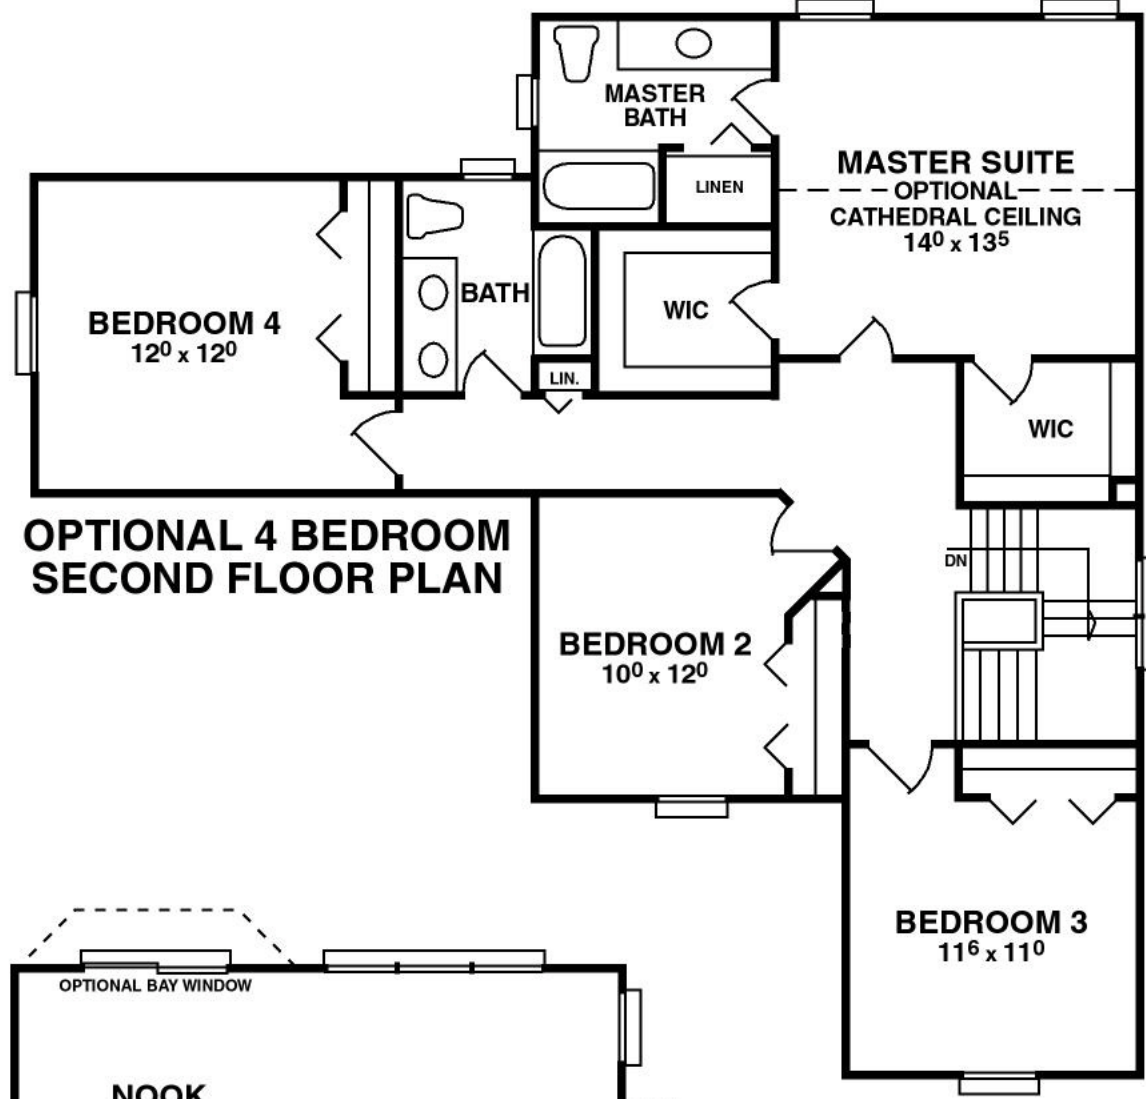 MASTER
BATH
LINEN
MASTER SUITE
OPTIONAL
CATHEDRAL CEILING
14⁰ x 13⁵
BEDROOM 4
12⁰ x 12⁰
BATH
WIC
LIN.
WIC
OPTIONAL 4 BEDROOM
SECOND FLOOR PLAN
DN
BEDROOM 2
10⁰ x 12⁰
BEDROOM 3
11⁶ x 11⁰
OPTIONAL BAY WINDOW
NOOK